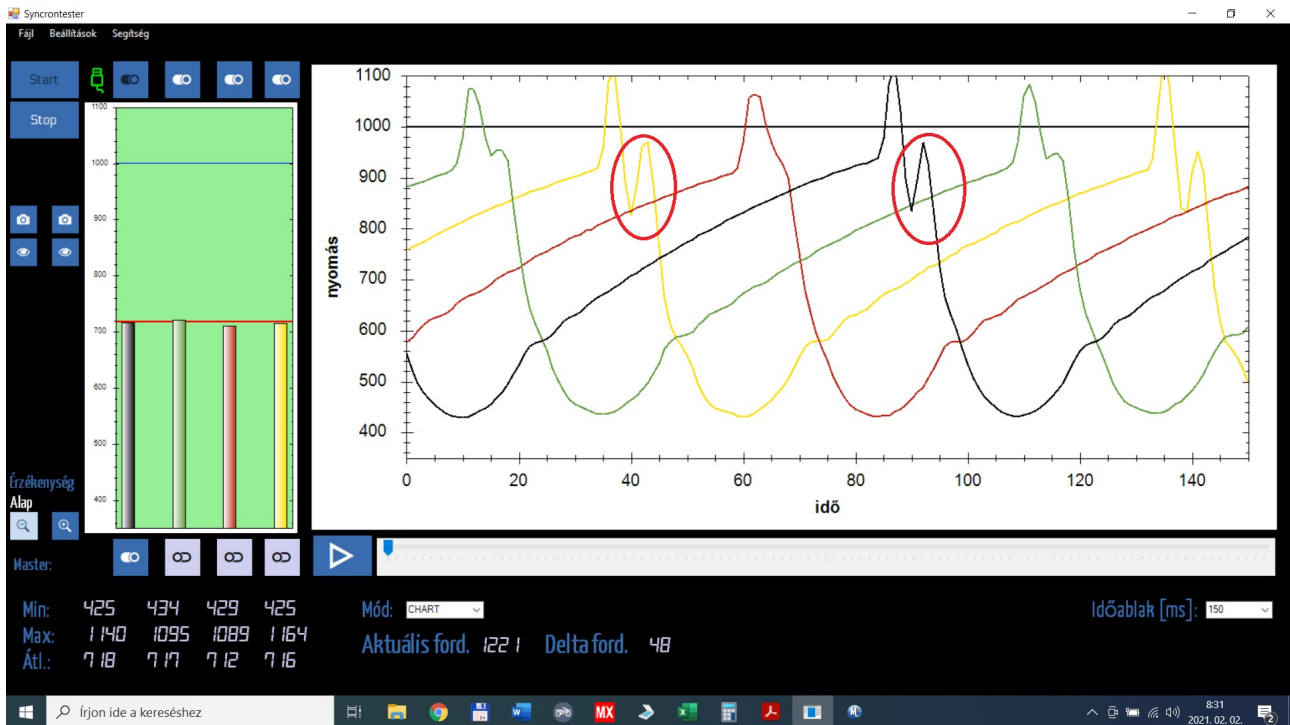 Syncrontester
Fájl Beállítások Segítség
Start
Stop
1100
1000
900
800
700
600
500
400
Érzékenység
Alap
Master:
1100
1000
900
800
700
600
500
400
nyomás
0 20 40 60 80 100 120 140
idő
Min: 425 434 429 425
Max: 1140 1095 1089 1164
Átl.: 718 717 712 716
Mód: CHART
Aktuális ford. 1221 Delta ford. 48
Időablak [ms]: 150
Írjon ide a kereséshez
MX
8:31
2021. 02. 02.
2